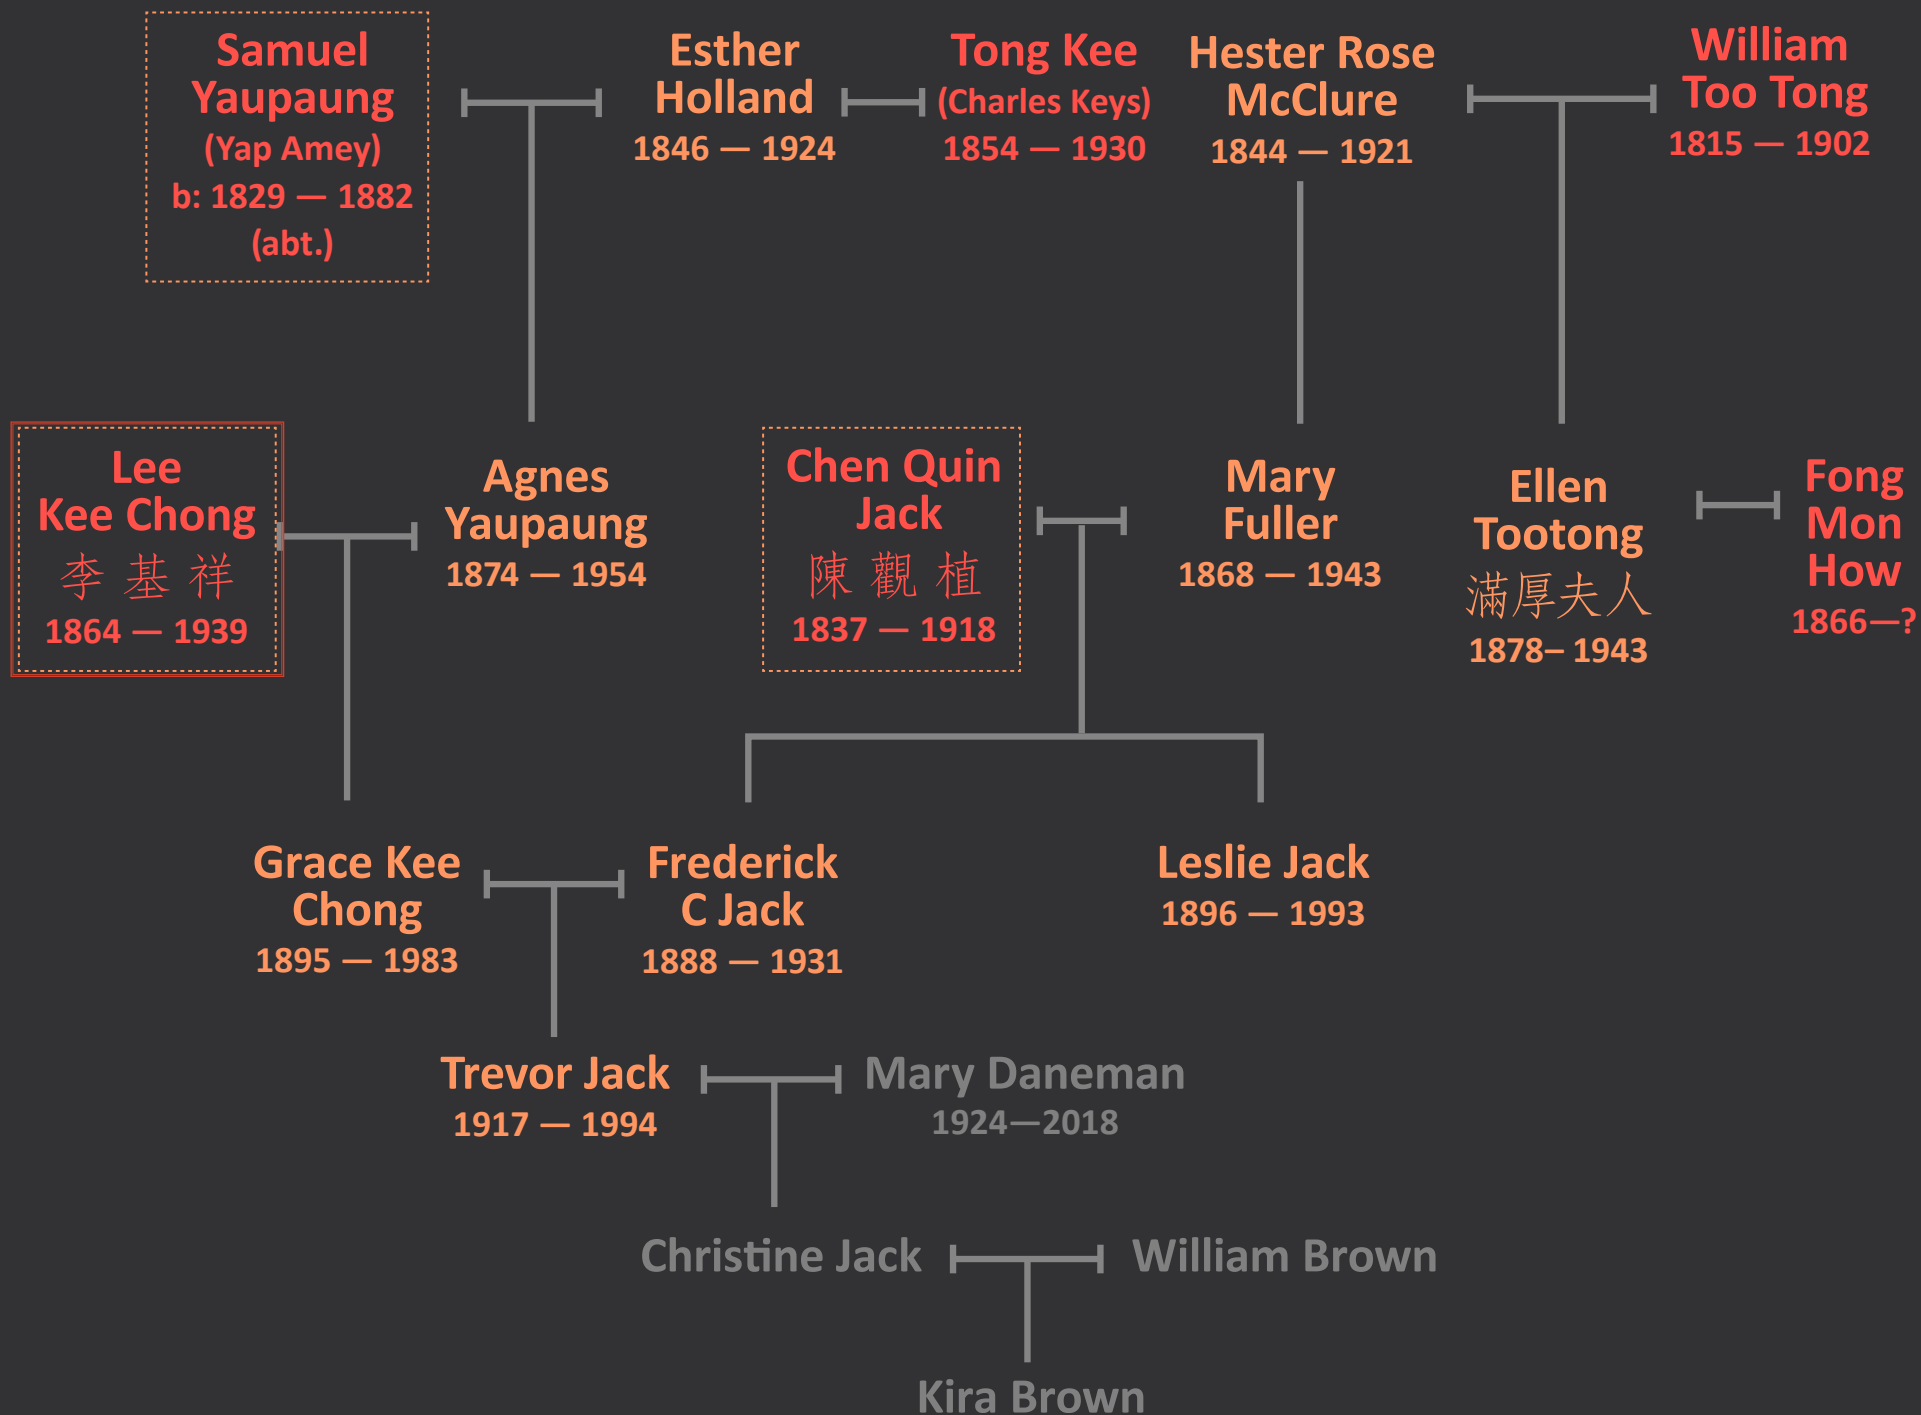 Samuel
Yaupaung
(Yap Amey)
b: 1829 — 1882
(abt.)
Esther
Holland
1846 — 1924
Tong Kee
(Charles Keys)
1854 — 1930
Hester Rose
McClure
1844 — 1921
William
Too Tong
1815 — 1902
Lee
Kee Chong
李 基 祥
1864 — 1939
Agnes
Yaupaung
1874 — 1954
Chen Quin
Jack
陳 觀 植
1837 — 1918
Mary
Fuller
1868 — 1943
Ellen
Tootong
滿厚夫人
1878– 1943
Fong
Mon
How
1866—?
Grace Kee
Chong
1895 — 1983
Frederick
C Jack
1888 — 1931
Leslie Jack
1896 — 1993
Trevor Jack
1917 — 1994
Mary Daneman
1924—2018
Christine Jack
William Brown
Kira Brown